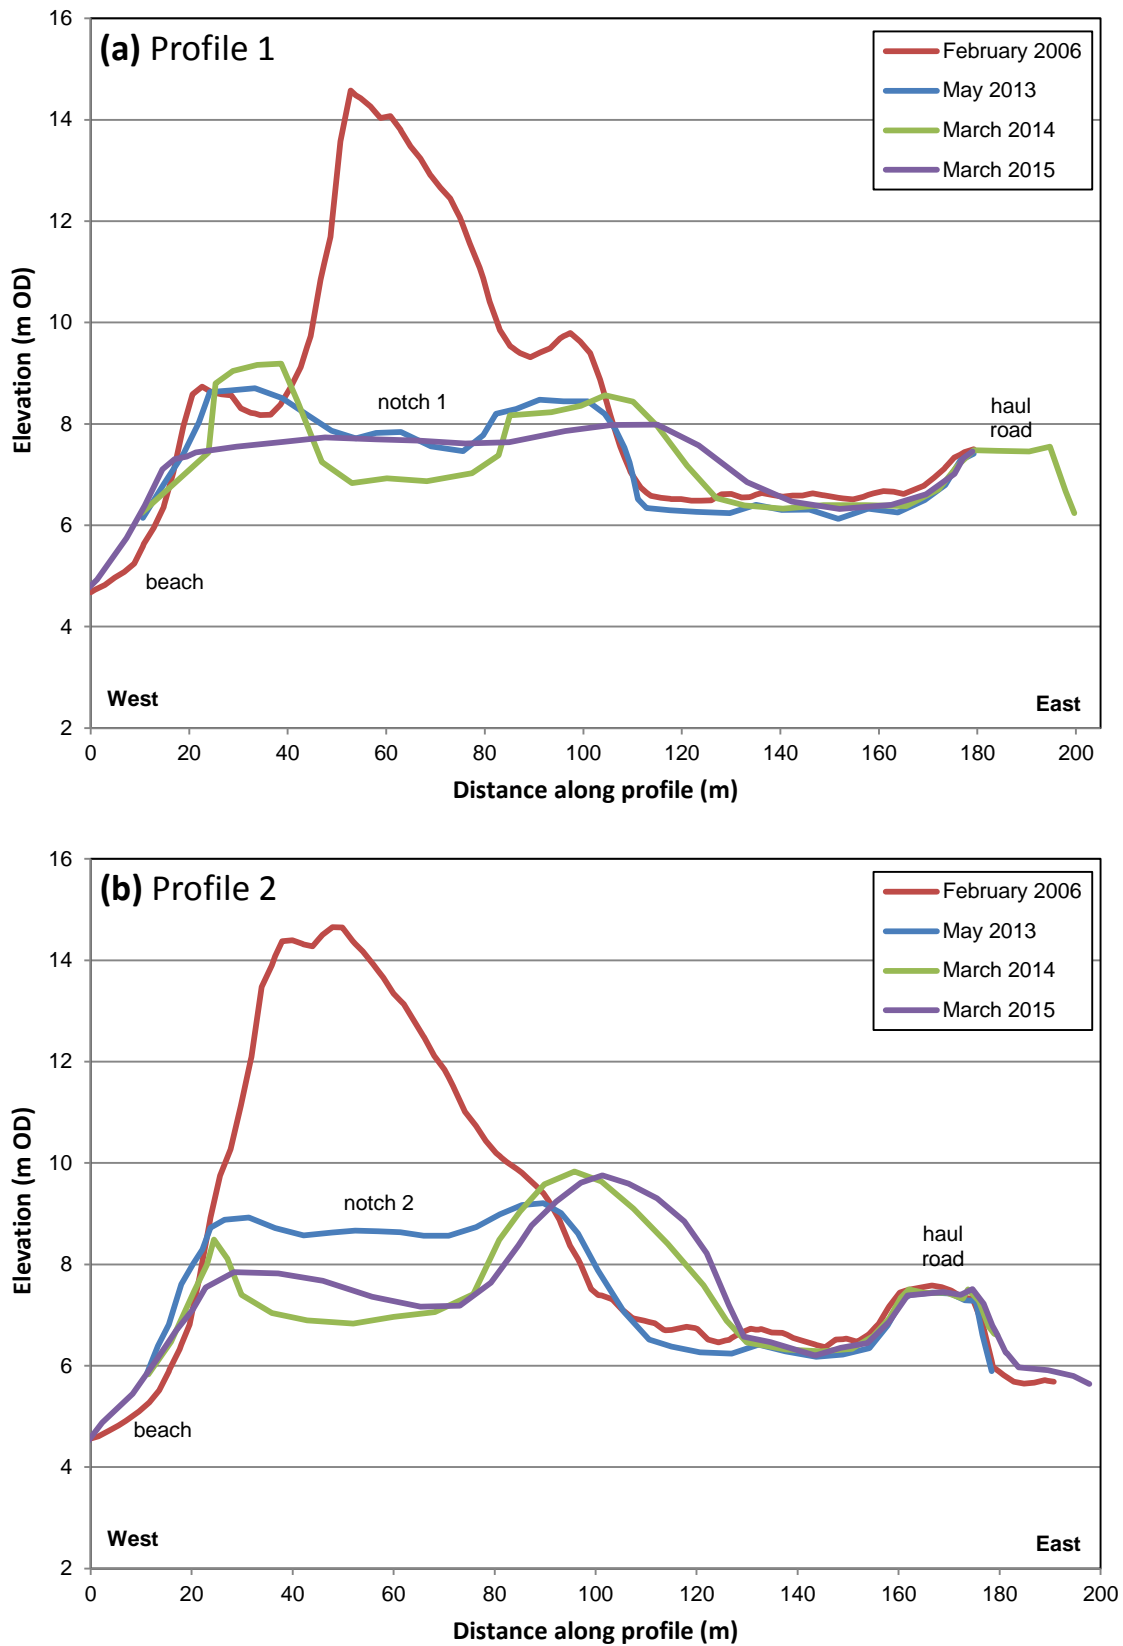 (a) Profile 1
February 2006
May 2013
March 2014
March 2015
16
14
12
10
8
6
4
2
Elevation (m OD)
notch 1
haul
road
beach
West
East
0
20
40
60
80
100
120
140
160
180
200
Distance along profile (m)
(b) Profile 2
February 2006
May 2013
March 2014
March 2015
16
14
12
10
8
6
4
2
Elevation (m OD)
notch 2
haul
road
beach
West
East
0
20
40
60
80
100
120
140
160
180
200
Distance along profile (m)